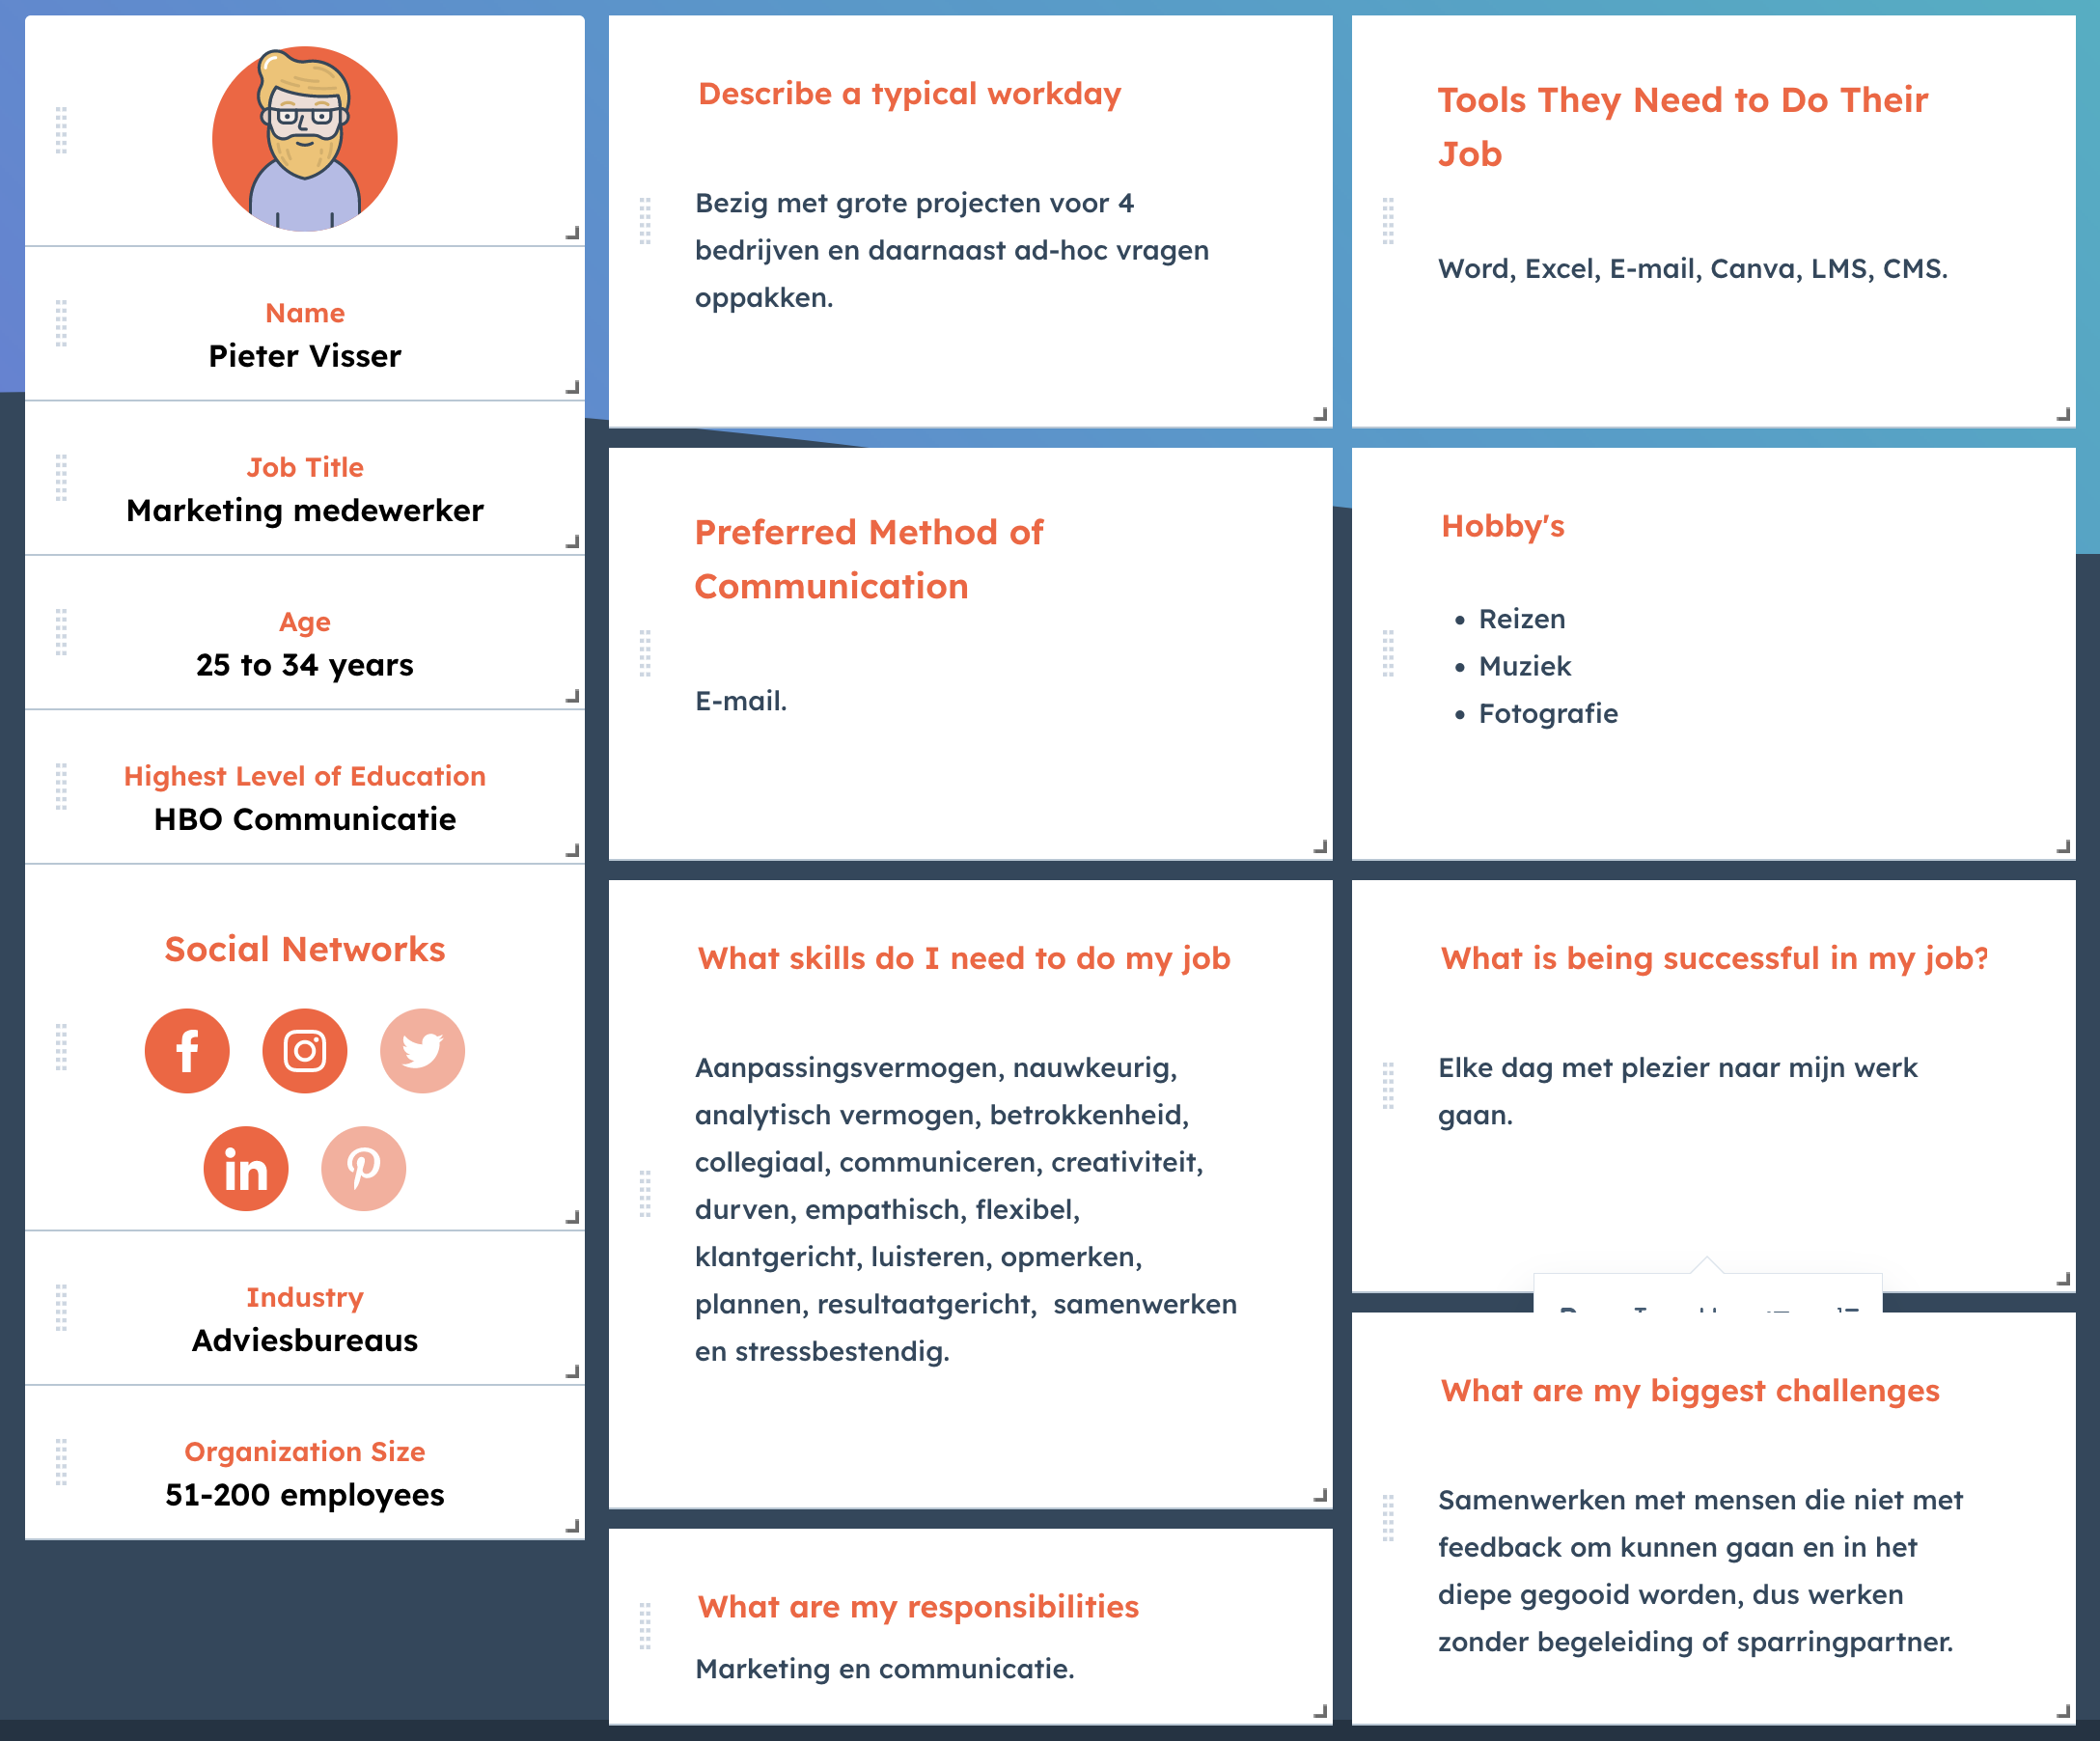 Name
Pieter Visser
Job Title
Marketing medewerker
Age
25 to 34 years
Highest Level of Education
HBO Communicatie
Social Networks
Industry
Adviesbureaus
Organization Size
51-200 employees
Describe a typical workday
Bezig met grote projecten voor 4
bedrijven en daarnaast ad-hoc vragen
oppakken.
Tools They Need to Do Their
Job
Word, Excel, E-mail, Canva, LMS, CMS.
Preferred Method of
Communication
E-mail.
Hobby's
• Reizen
• Muziek
• Fotografie
What skills do I need to do my job
Aanpassingsvermogen, nauwkeurig,
analytisch vermogen, betrokkenheid,
collegiaal, communiceren, creativiteit,
durven, empathisch, flexibel,
klantgericht, luisteren, opmerken,
plannen, resultaatgericht,  samenwerken
en stressbestendig.
What is being successful in my job?
Elke dag met plezier naar mijn werk
gaan.
What are my responsibilities
Marketing en communicatie.
What are my biggest challenges
Samenwerken met mensen die niet met
feedback om kunnen gaan en in het
diepe gegooid worden, dus werken
zonder begeleiding of sparringpartner.